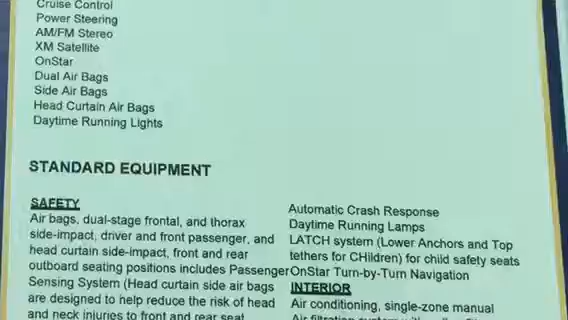 Cruise Control
Power Steering
AM/FM Stereo
XM Satellite
OnStar
Dual Air Bags
Side Air Bags
Head Curtain Air Bags
Daytime Running Lights
STANDARD EQUIPMENT
SAFETY
Air bags, dual-stage frontal, and thorax
side-impact, driver and front passenger, and
head curtain side-impact, front and rear
outboard seating positions includes Passenger
Sensing System (Head curtain side air bags
are designed to help reduce the risk of head
and neck injuries to front and rear seat
Automatic Crash Response
Daytime Running Lamps
LATCH system (Lower Anchors and Top
tethers for CHildren) for child safety seats
OnStar Turn-by-Turn Navigation
INTERIOR
Air conditioning, single-zone manual
Air filtration system with